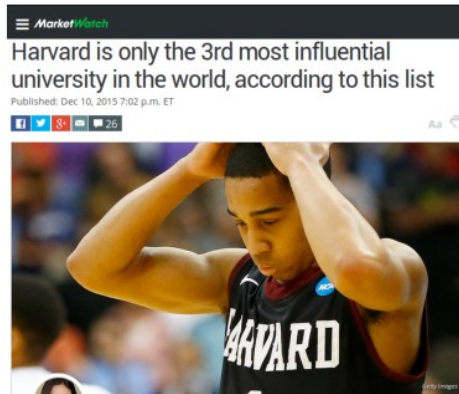 MarketWatch
Harvard is only the 3rd most influential
university in the world, according to this list
Published: Dec 10, 2015 7:02 p.m. ET
f 8+ 26
Aa
NCAA
HARVARD
Getty Images